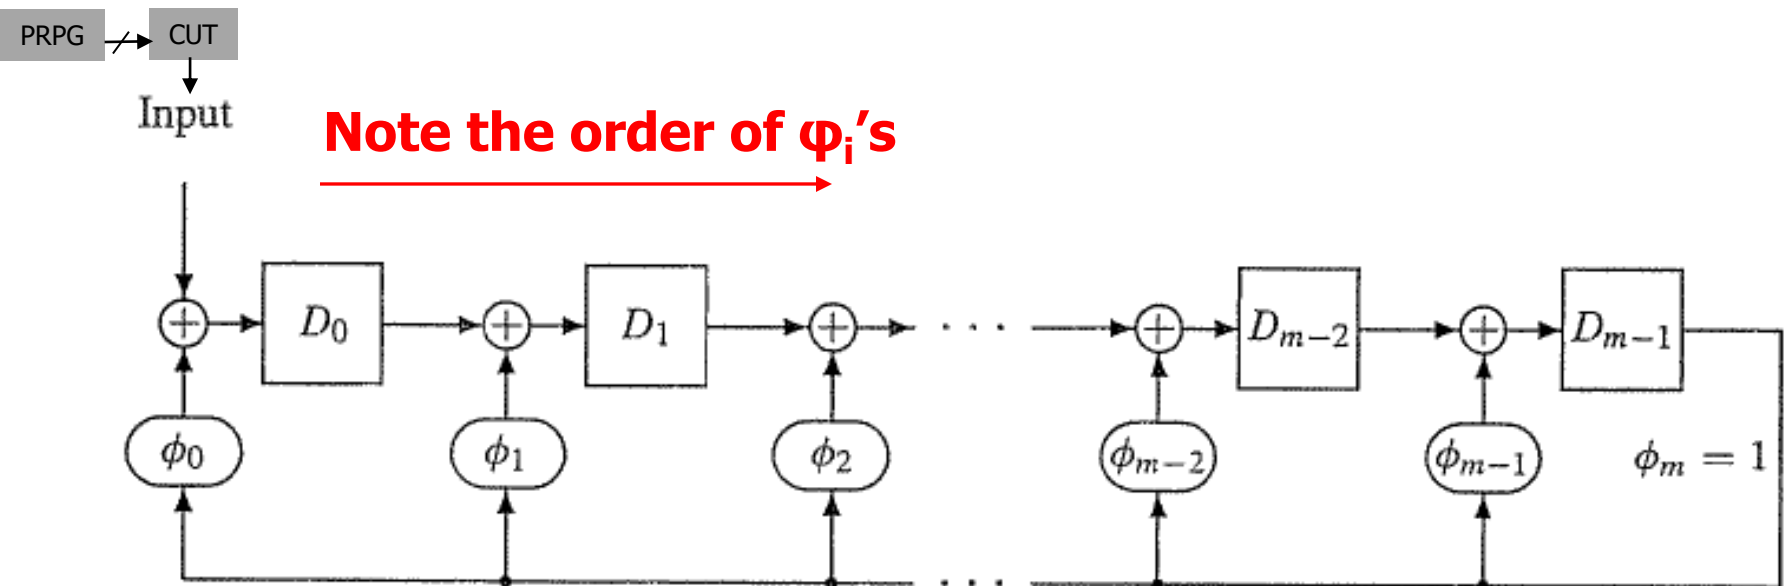 PRPG CUT
Input
Note the order of φᵢ’s
D₀ D₁ · · · Dₘ₋₂ Dₘ₋₁
ϕ₀ ϕ₁ ϕ₂ ϕₘ₋₂ ϕₘ₋₁ ϕₘ = 1
· · ·